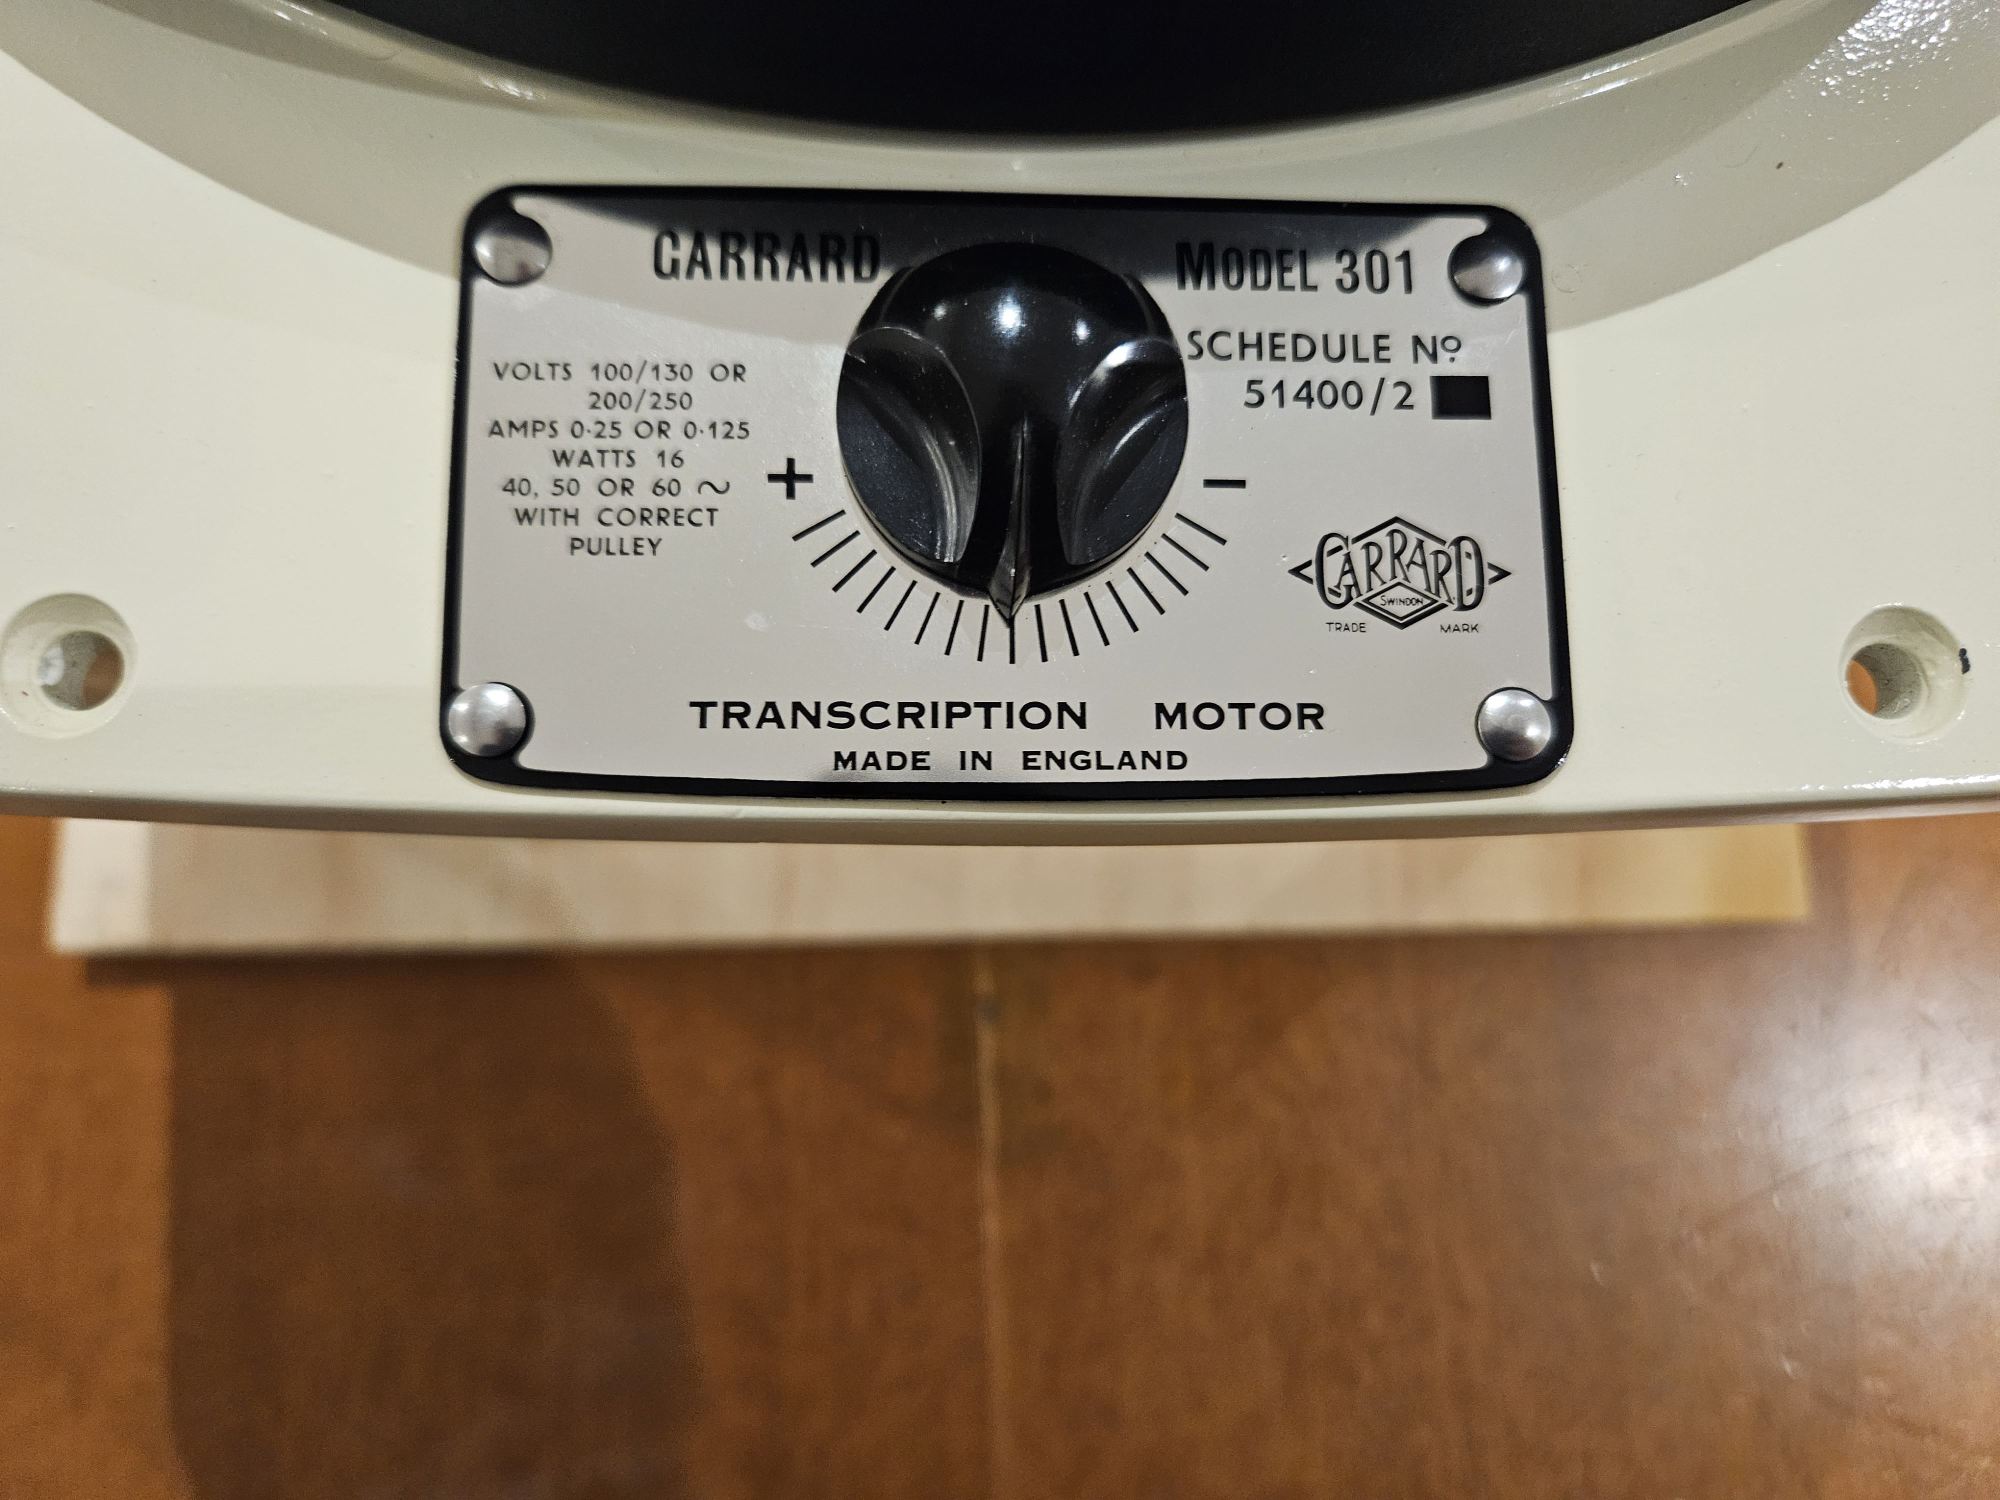 GARRARD
MODEL 301
SCHEDULE Nº
51400/2
VOLTS 100/130 OR
200/250
AMPS 0·25 OR 0·125
WATTS 16
40, 50 OR 60 ~
WITH CORRECT
PULLEY
+
−
GARRARD
SWINDON
TRADE MARK
TRANSCRIPTION MOTOR
MADE IN ENGLAND